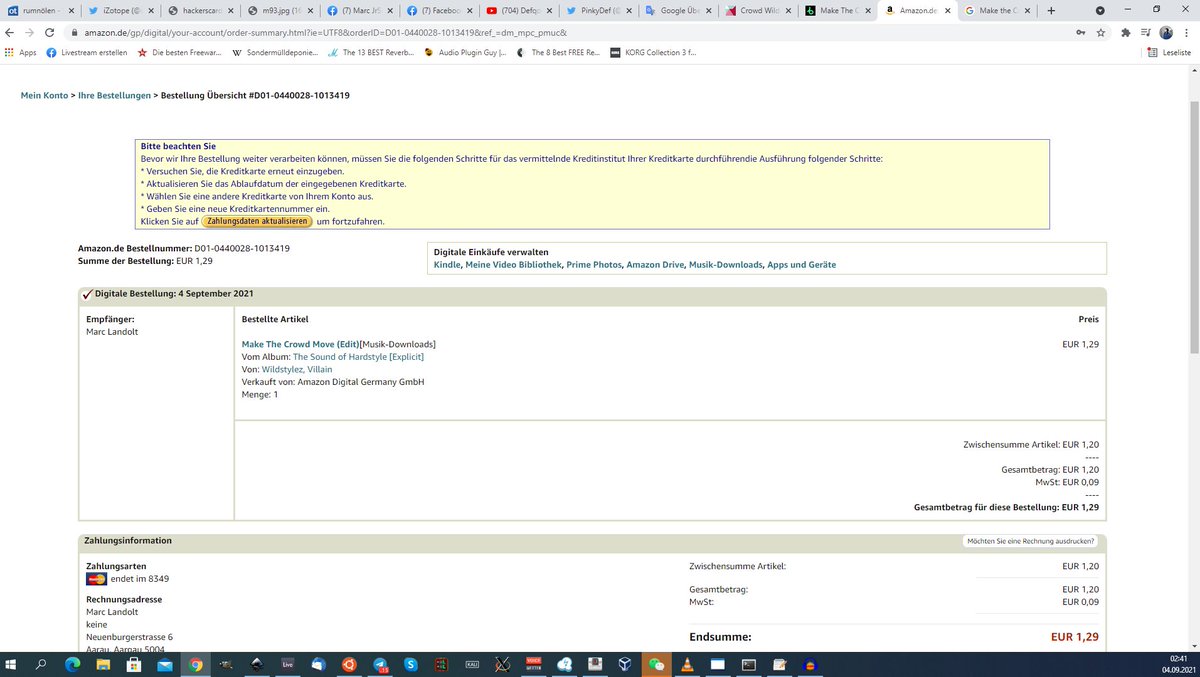 rumnölen -
iZotope (@
hackerscard
m93.jpg (19
(7) Marc JrS
(7) Facebook
(704) Defqo
PinkyDef (@
Google Übe
Crowd Wild
Make The C
Amazon.de
Make the C
amazon.de/gp/digital/your-account/order-summary.html?ie=UTF8&orderID=D01-0440028-1013419&ref_=dm_mpc_pmuc&
Apps
Livestream erstellen
Die besten Freewar...
Sondermülldeponie...
The 13 BEST Reverb...
Audio Plugin Guy |...
The 8 Best FREE Re...
KORG Collection 3 f...
Leseliste
Mein Konto > Ihre Bestellungen > Bestellung Übersicht #D01-0440028-1013419
Bitte beachten Sie
Bevor wir Ihre Bestellung weiter verarbeiten können, müssen Sie die folgenden Schritte für das vermittelnde Kreditinstitut Ihrer Kreditkarte durchführendie Ausführung folgender Schritte:
* Versuchen Sie, die Kreditkarte erneut einzugeben.
* Aktualisieren Sie das Ablaufdatum der eingegebenen Kreditkarte.
* Wählen Sie eine andere Kreditkarte von Ihrem Konto aus.
* Geben Sie eine neue Kreditkartennummer ein.
Klicken Sie auf Zahlungsdaten aktualisieren um fortzufahren.
Amazon.de Bestellnummer: D01-0440028-1013419
Summe der Bestellung: EUR 1,29
Digitale Einkäufe verwalten
Kindle, Meine Video Bibliothek, Prime Photos, Amazon Drive, Musik-Downloads, Apps und Geräte
Digitale Bestellung: 4 September 2021
Empfänger:
Marc Landolt
Bestellte Artikel
Preis
Make The Crowd Move (Edit)[Musik-Downloads]
EUR 1,29
Vom Album: The Sound of Hardstyle [Explicit]
Von: Wildstylez, Villain
Verkauft von: Amazon Digital Germany GmbH
Menge: 1
Zwischensumme Artikel: EUR 1,20
----
Gesamtbetrag: EUR 1,20
MwSt: EUR 0,09
----
Gesamtbetrag für diese Bestellung: EUR 1,29
Zahlungsinformation
Möchten Sie eine Rechnung ausdrucken?
Zahlungsarten
endet im 8349
Rechnungsadresse
Marc Landolt
keine
Neuenburgerstrasse 6
Aarau, Aargau 5004
Zwischensumme Artikel: EUR 1,20
Gesamtbetrag: EUR 1,20
MwSt: EUR 0,09
Endsumme: EUR 1,29
Live
KALI
02:41
04.09.2021